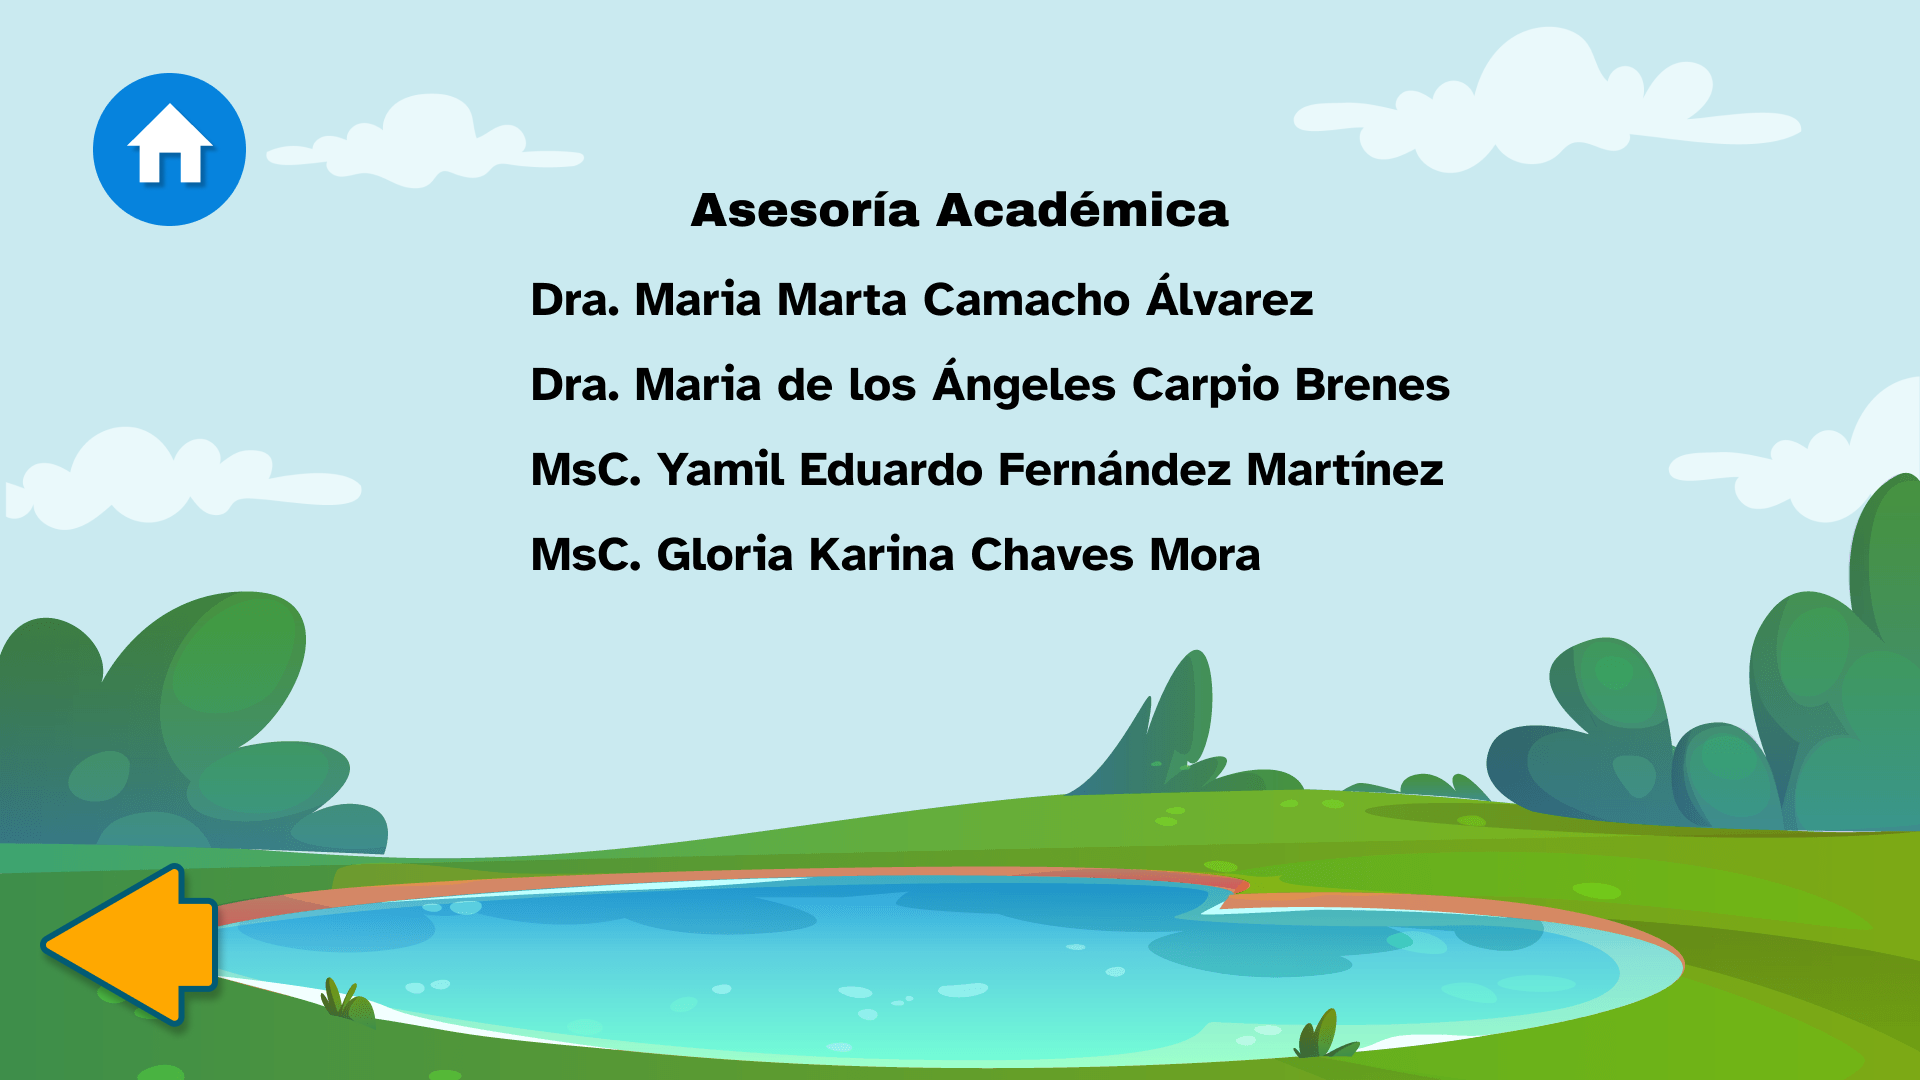 Asesoría Académica
Dra. Maria Marta Camacho Álvarez
Dra. Maria de los Ángeles Carpio Brenes
MsC. Yamil Eduardo Fernández Martínez
MsC. Gloria Karina Chaves Mora